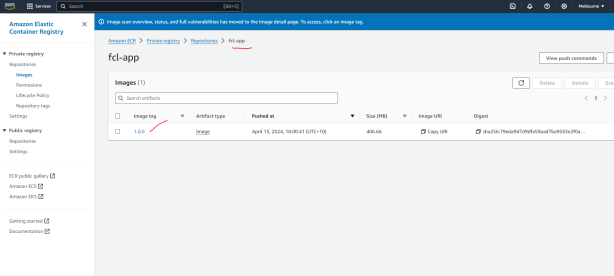 aws Services Search [Alt+S] Melbourne
Image scan overview, status, and full vulnerabilities has moved to the Image detail page. To access, click an image tag.
Amazon Elastic
Container Registry
Private registry
Repositories
Images
Permissions
Lifecycle Policy
Repository tags
Settings
Public registry
Repositories
Settings
ECR public gallery
Amazon ECS
Amazon EKS
Getting started
Documentation
Amazon ECR > Private registry > Repositories > fcl-app
fcl-app
View push commands
Images (1)
Delete Details
Search artifacts
1
Image tag Artifact type Pushed at Size (MB) Image URI Digest
1.0.0 Image April 15, 2024, 18:00:41 (UTC+10) 406.66 Copy URI